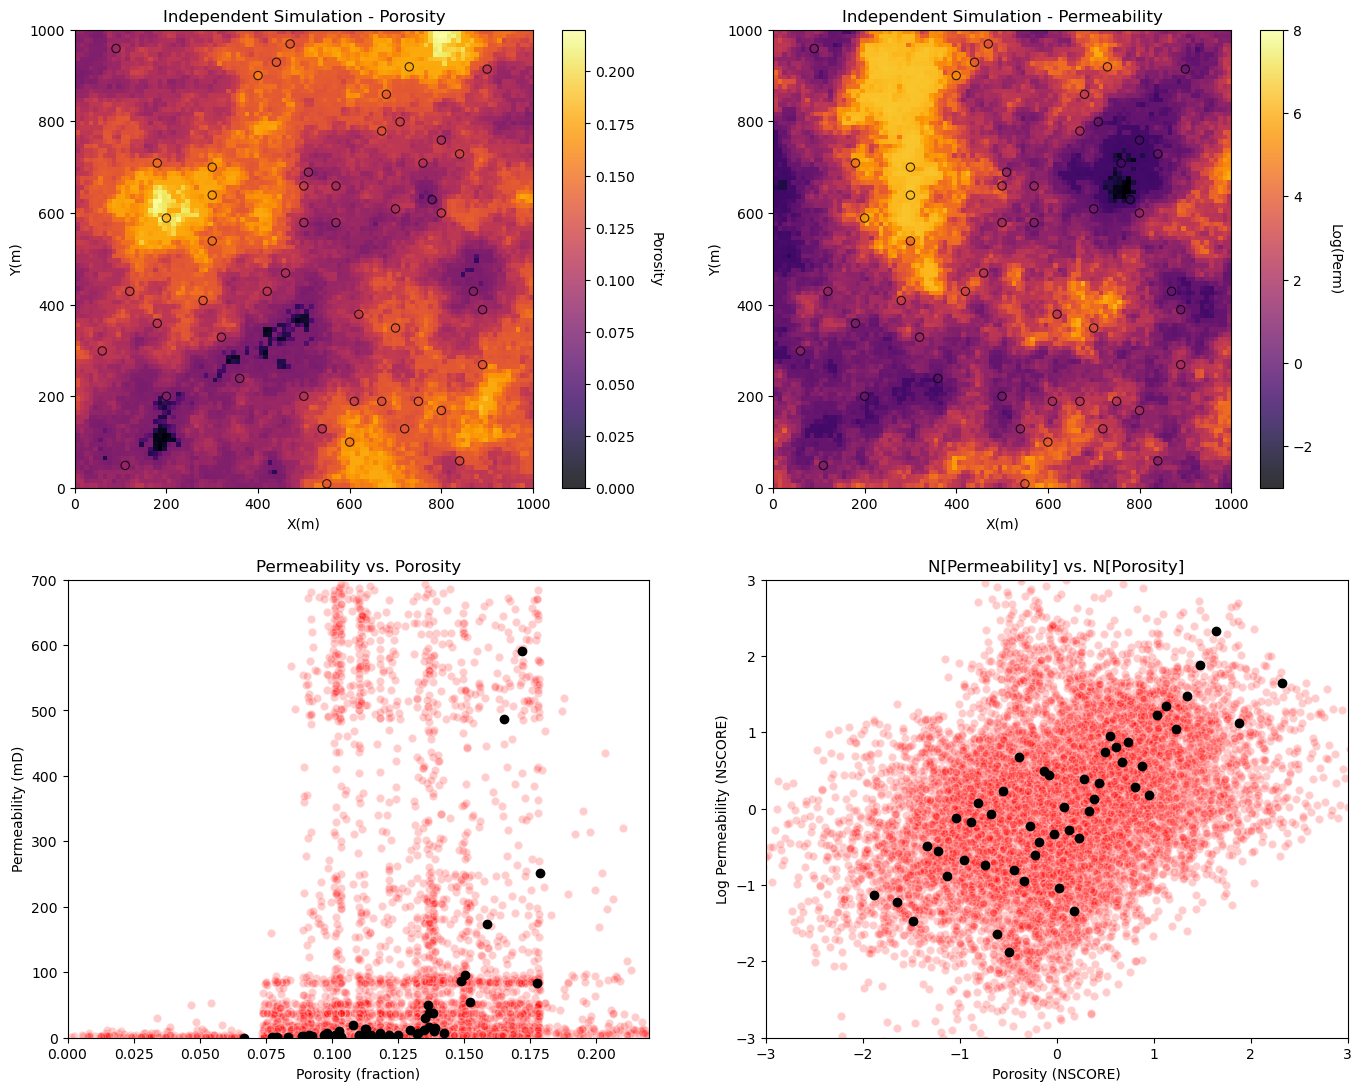 Independent Simulation - Porosity
1000
800
600
400
200
0
Y(m)
0 200 400 600 800 1000
X(m)
0.200
0.175
0.150
0.125
0.100
0.075
0.050
0.025
0.000
Porosity
Independent Simulation - Permeability
1000
800
600
400
200
0
Y(m)
0 200 400 600 800 1000
X(m)
8
6
4
2
0
−2
Log(Perm)
Permeability vs. Porosity
700
600
500
400
300
200
100
0
Permeability (mD)
0.000 0.025 0.050 0.075 0.100 0.125 0.150 0.175 0.200
Porosity (fraction)
N[Permeability] vs. N[Porosity]
3
2
1
0
−1
−2
−3
Log Permeability (NSCORE)
−3 −2 −1 0 1 2 3
Porosity (NSCORE)